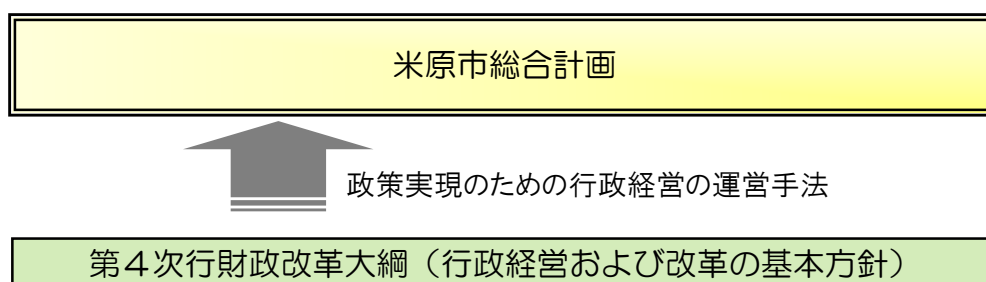 米原市総合計画
政策実現のための行政経営の運営手法
第４次行財政改革大綱（行政経営および改革の基本方針）